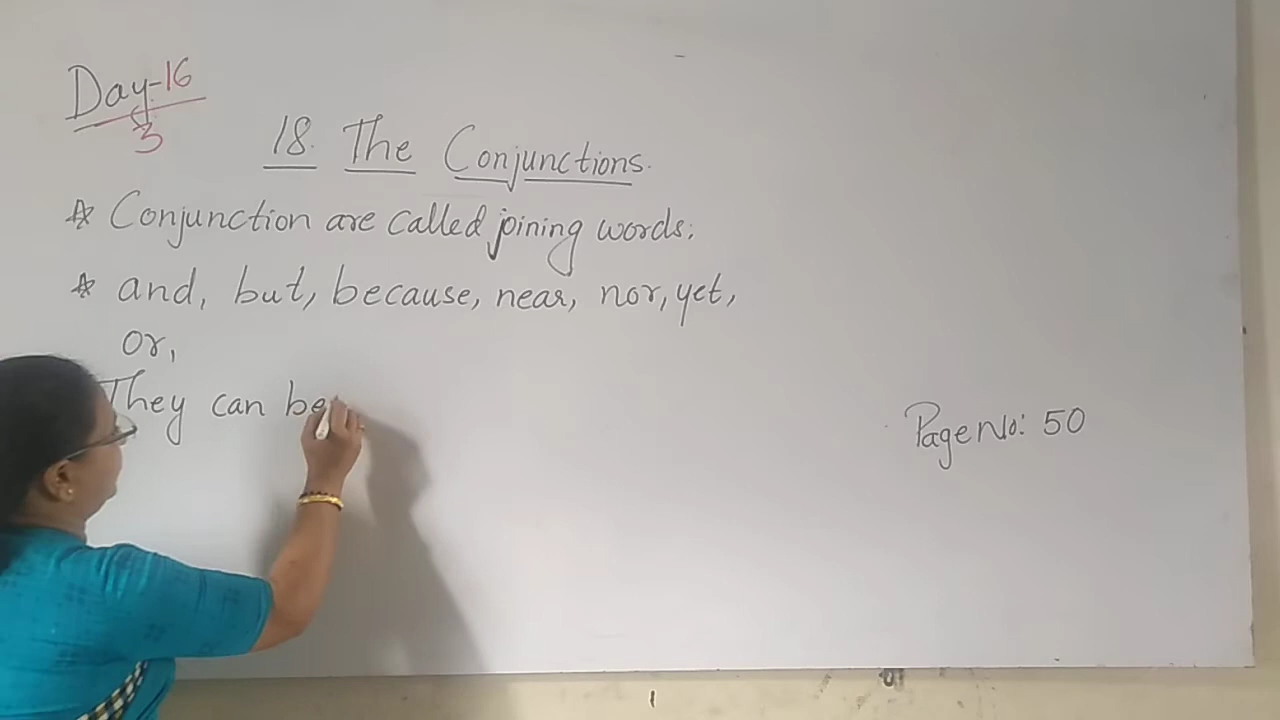 Day-16
3
18. The Conjunctions.
☆ Conjunction are called joining words.
☆ and, but, because, near, nor, yet,
or,
They can be
Page No: 50